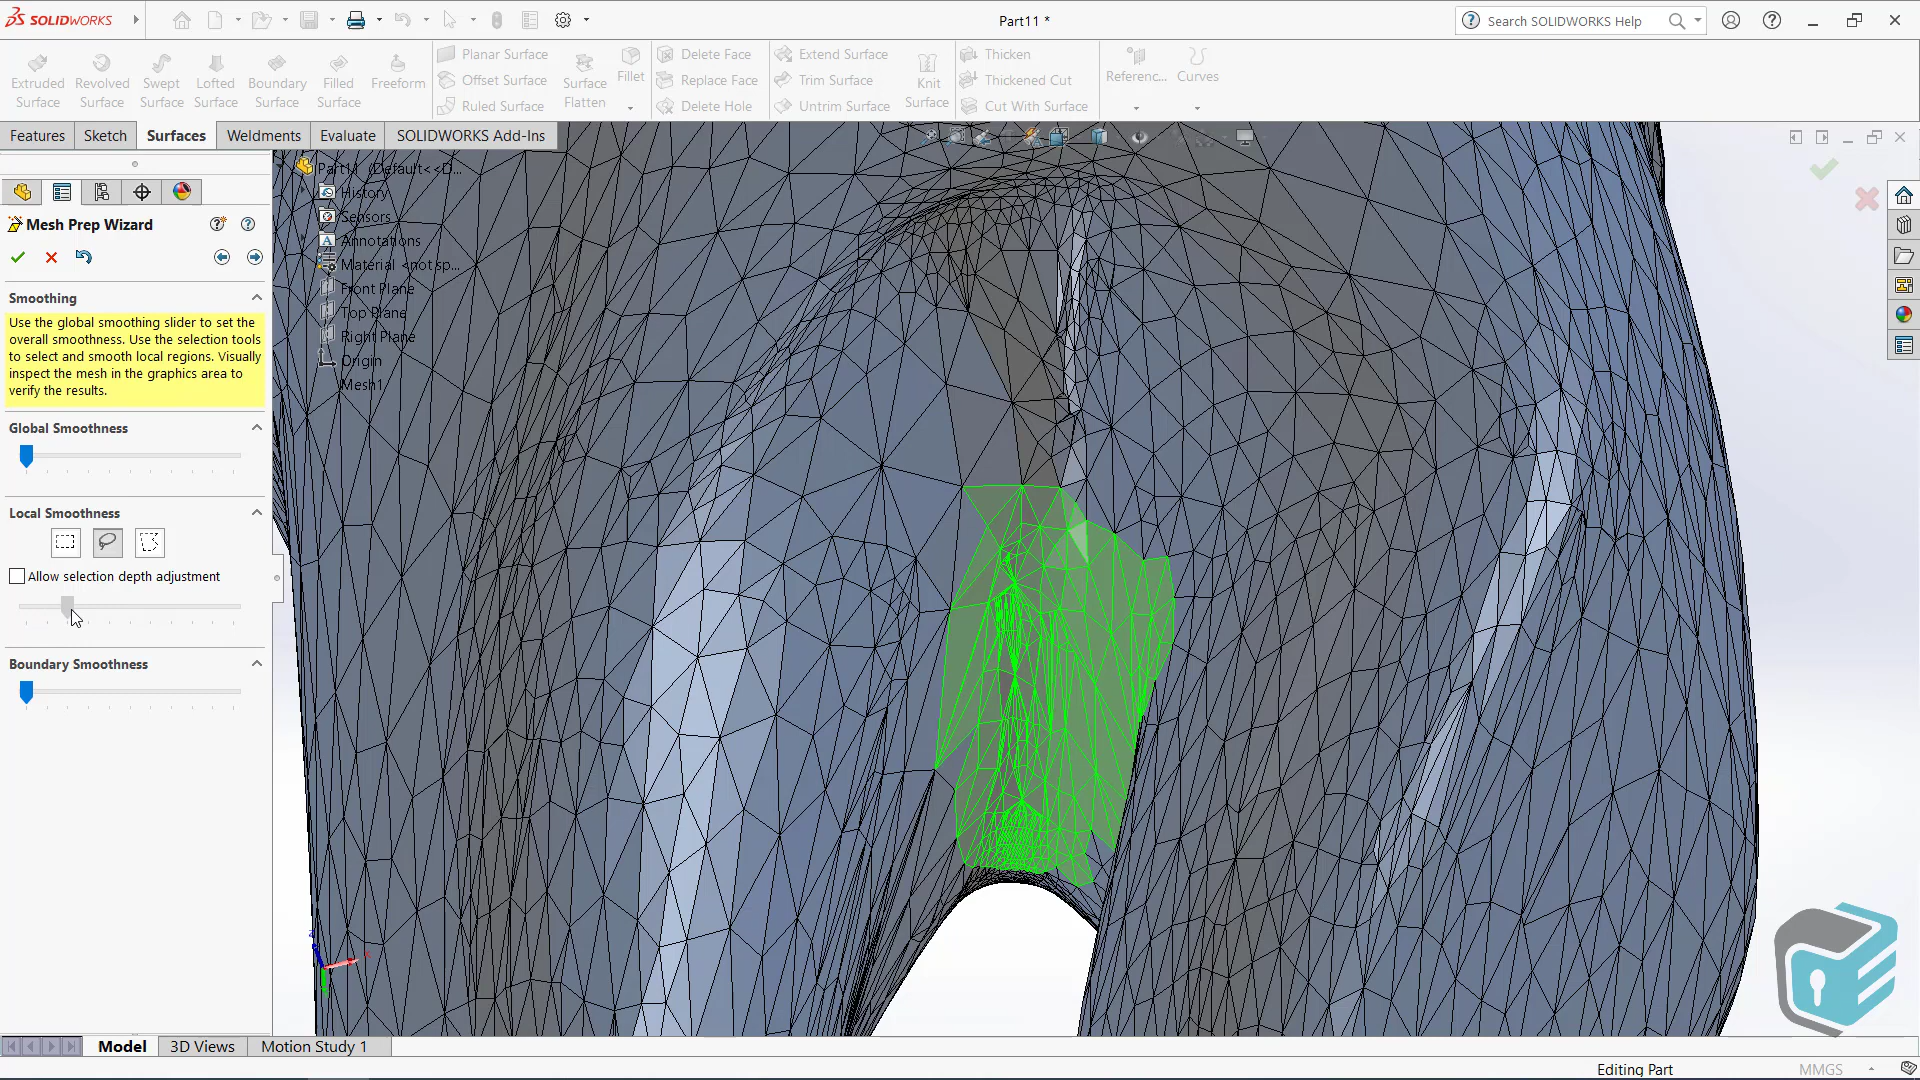 SOLIDWORKS
Part11 *
Search SOLIDWORKS Help
Extruded Surface
Revolved Surface
Swept Surface
Lofted Surface
Boundary Surface
Filled Surface
Freeform
Planar Surface
Offset Surface
Ruled Surface
Surface Flatten
Fillet
Delete Face
Replace Face
Delete Hole
Extend Surface
Trim Surface
Untrim Surface
Knit Surface
Thicken
Thickened Cut
Cut With Surface
Referenc...
Curves
Features
Sketch
Surfaces
Weldments
Evaluate
SOLIDWORKS Add-Ins
Part11 (Default<<D...
History
Sensors
Annotations
Material <not sp...
Front Plane
Top Plane
Right Plane
Origin
Mesh1
Mesh Prep Wizard
Smoothing
Use the global smoothing slider to set the
overall smoothness. Use the selection tools
to select and smooth local regions. Visually
inspect the mesh in the graphics area to
verify the results.
Global Smoothness
Local Smoothness
Allow selection depth adjustment
Boundary Smoothness
Model
3D Views
Motion Study 1
Editing Part
MMGS